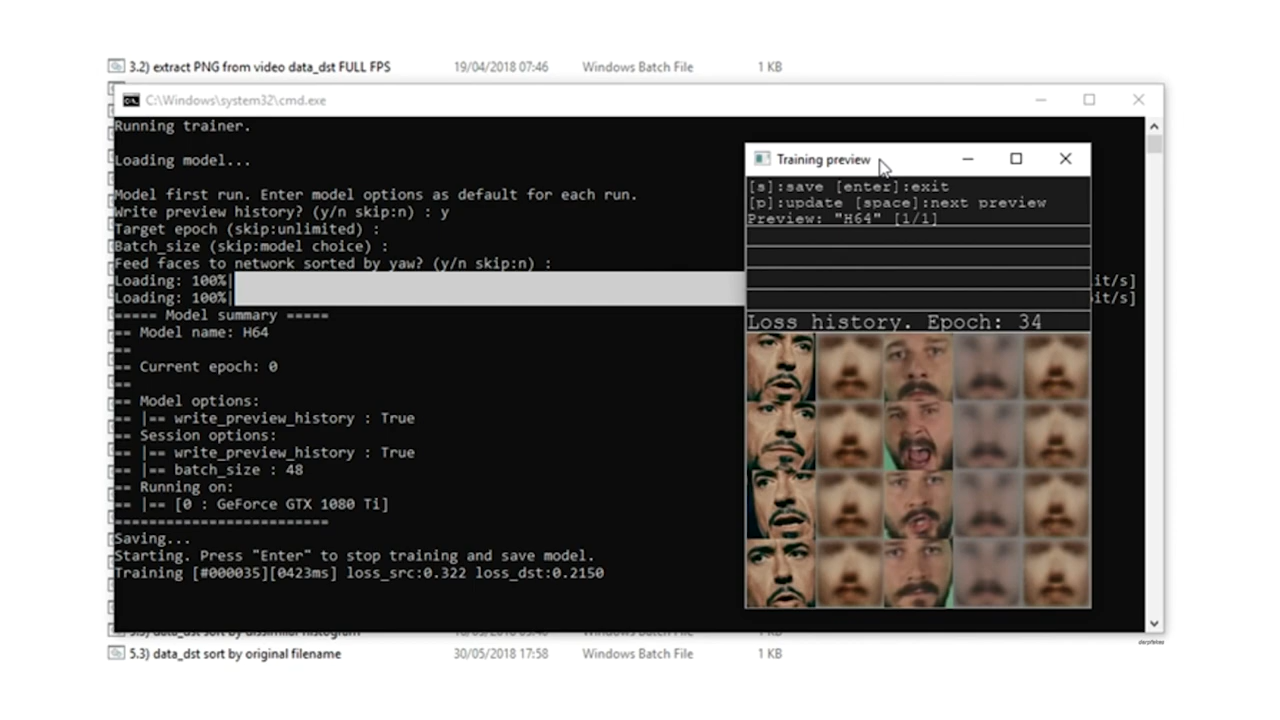 3.2) extract PNG from video data_dst FULL FPS 19/04/2018 07:46 Windows Batch File 1 KB
C:\Windows\system32\cmd.exe
Running trainer.
Loading model...
Model first run. Enter model options as default for each run.
Write preview history? (y/n skip:n) : y
Target epoch (skip:unlimited) :
Batch_size (skip:model choice) :
Feed faces to network sorted by yaw? (y/n skip:n) :
Loading: 100%| it/s]
Loading: 100%| it/s]
===== Model summary =====
== Model name: H64
==
== Current epoch: 0
==
== Model options:
== |== write_preview_history : True
== Session options:
== |== write_preview_history : True
== |== batch_size : 48
== Running on:
== |== [0 : GeForce GTX 1080 Ti]
=========================
Saving...
Starting. Press "Enter" to stop training and save model.
Training [#000035][0423ms] loss_src:0.322 loss_dst:0.2150
Training preview
[s]:save [enter]:exit
[p]:update [space]:next preview
Preview: "H64" [1/1]
Loss history. Epoch: 34
5.3) data_dst sort by original filename 30/05/2018 17:58 Windows Batch File 1 KB